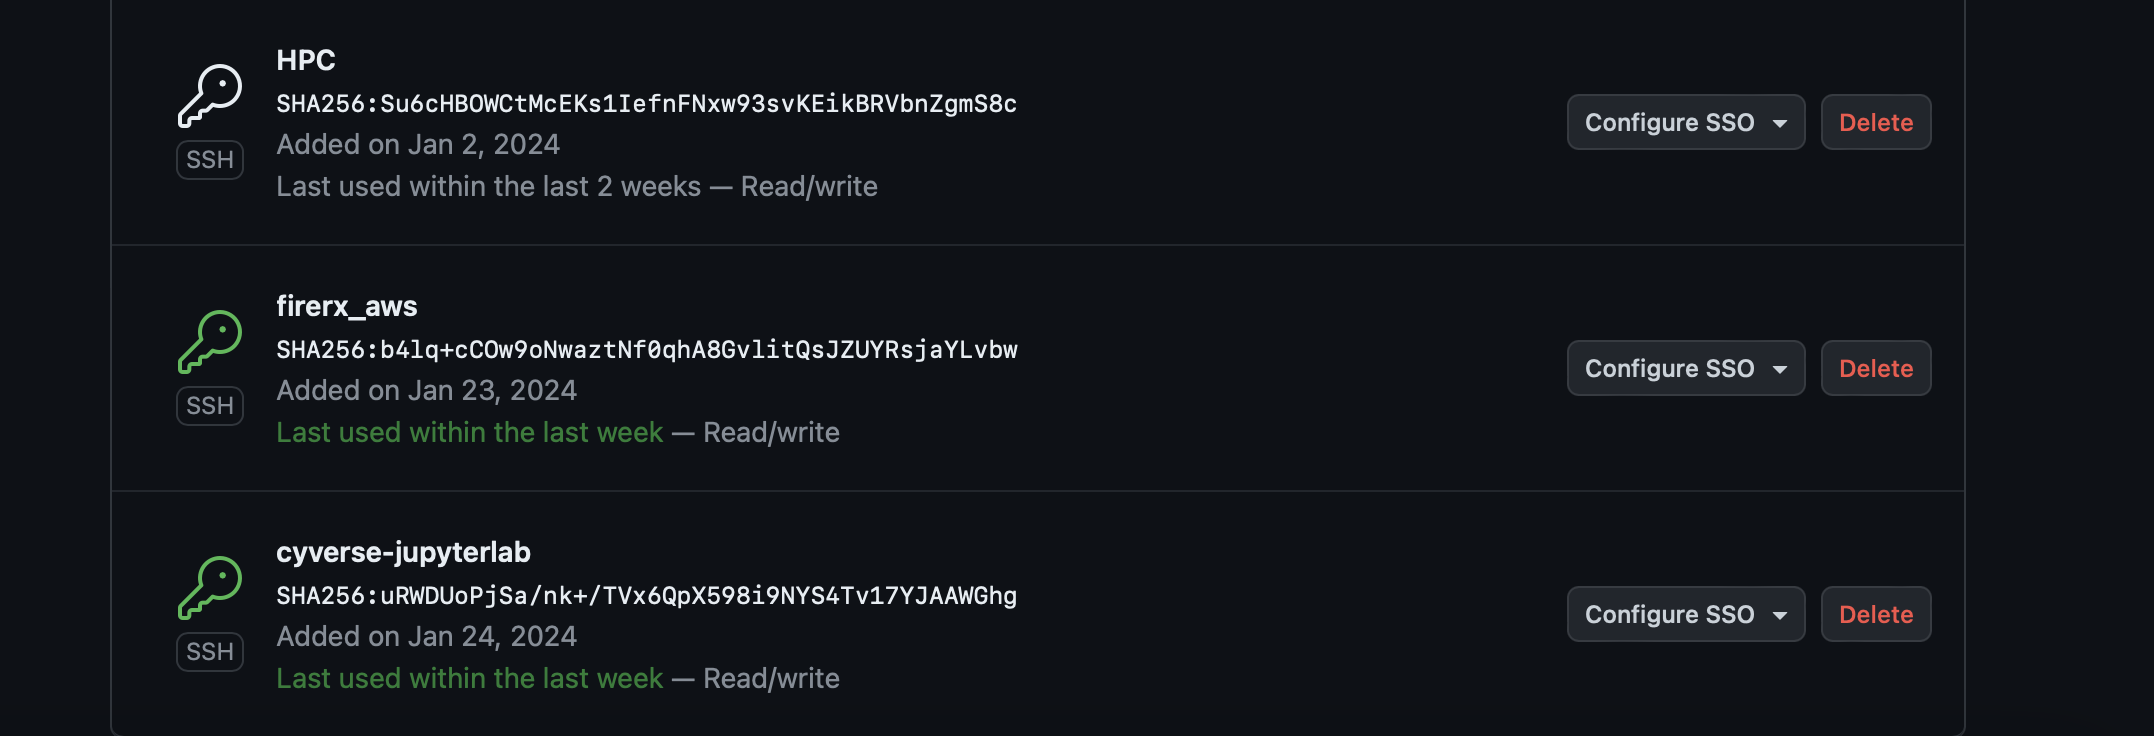 HPC
SHA256:Su6cHBOWCtMcEKs1IefnFNxw93svKEikBRVbnZgmS8c
Added on Jan 2, 2024
Last used within the last 2 weeks — Read/write
SSH
Configure SSO
Delete
firerx_aws
SHA256:b4lq+cCOw9oNwaztNf0qhA8GvlitQsJZUYRsjaYLvbw
Added on Jan 23, 2024
Last used within the last week — Read/write
SSH
Configure SSO
Delete
cyverse-jupyterlab
SHA256:uRWDUoPjSa/nk+/TVx6QpX598i9NYS4Tv17YJAAWGhg
Added on Jan 24, 2024
Last used within the last week — Read/write
SSH
Configure SSO
Delete